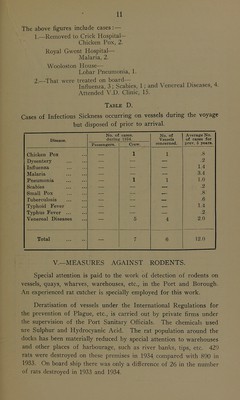 11
The above figures include cases:—
1.—Removed to Crick Hospital—
Chicken Pox, 2.
Royal Gwent Hospital—
Malaria, 2.
Woolaston House—
Lobar Pneumonia, 1.
2.—That were treated on board—
Influenza, 3; Scabies, 1; and Venereal Diseases, 4.
Attended V.D. Clinic, 13.
Table D.
Cases of Infectious Sickness occurring on vessels during the voyage
but disposed of prior to arrival.
Disease. No. of cases during 1934. Passengers. Crew. No. of Vessels concerned. Average No. of cases for prev. 5 years.
Chicken Pox — 1 1 .8
Dysentery — — — .2
Influenza — — — 1.4
Malaria — — — 3.4
Pneumonia — 1 1 1.0
Scabies — — — .2
Small Pox — — — .8
Tuberculosis — — — .6
Typhoid Fever — — — 1.4
Typhus Fever — — — .2
Venereal Diseases — 5 4 2.0
Total — 7 6 12.0
V.—MEASURES AGAINST RODENTS.
Special attention is paid to the work of detection of rodents on
vessels, quays, wharves, warehouses, etc., in the Port and Borough.
An experienced rat catcher is specially employed for this work.
Deratisation of vessels under the International Regulations for
the prevention of Plague, etc., is carried out by private firms under
the supervision of the Port Sanitary Officials. The chemicals used
are Sulphur and Hydrocyanic Acid. The rat population around the
docks has been materially reduced by special attention to warehouses
and other places of harbourage, such as river banks, tips, etc. 429
rats were destroyed on these premises in 1934 compared with 890 in
1933. On board ship there was only a difference of 26 in the number
of rats destroyed in 1933 and 1934.